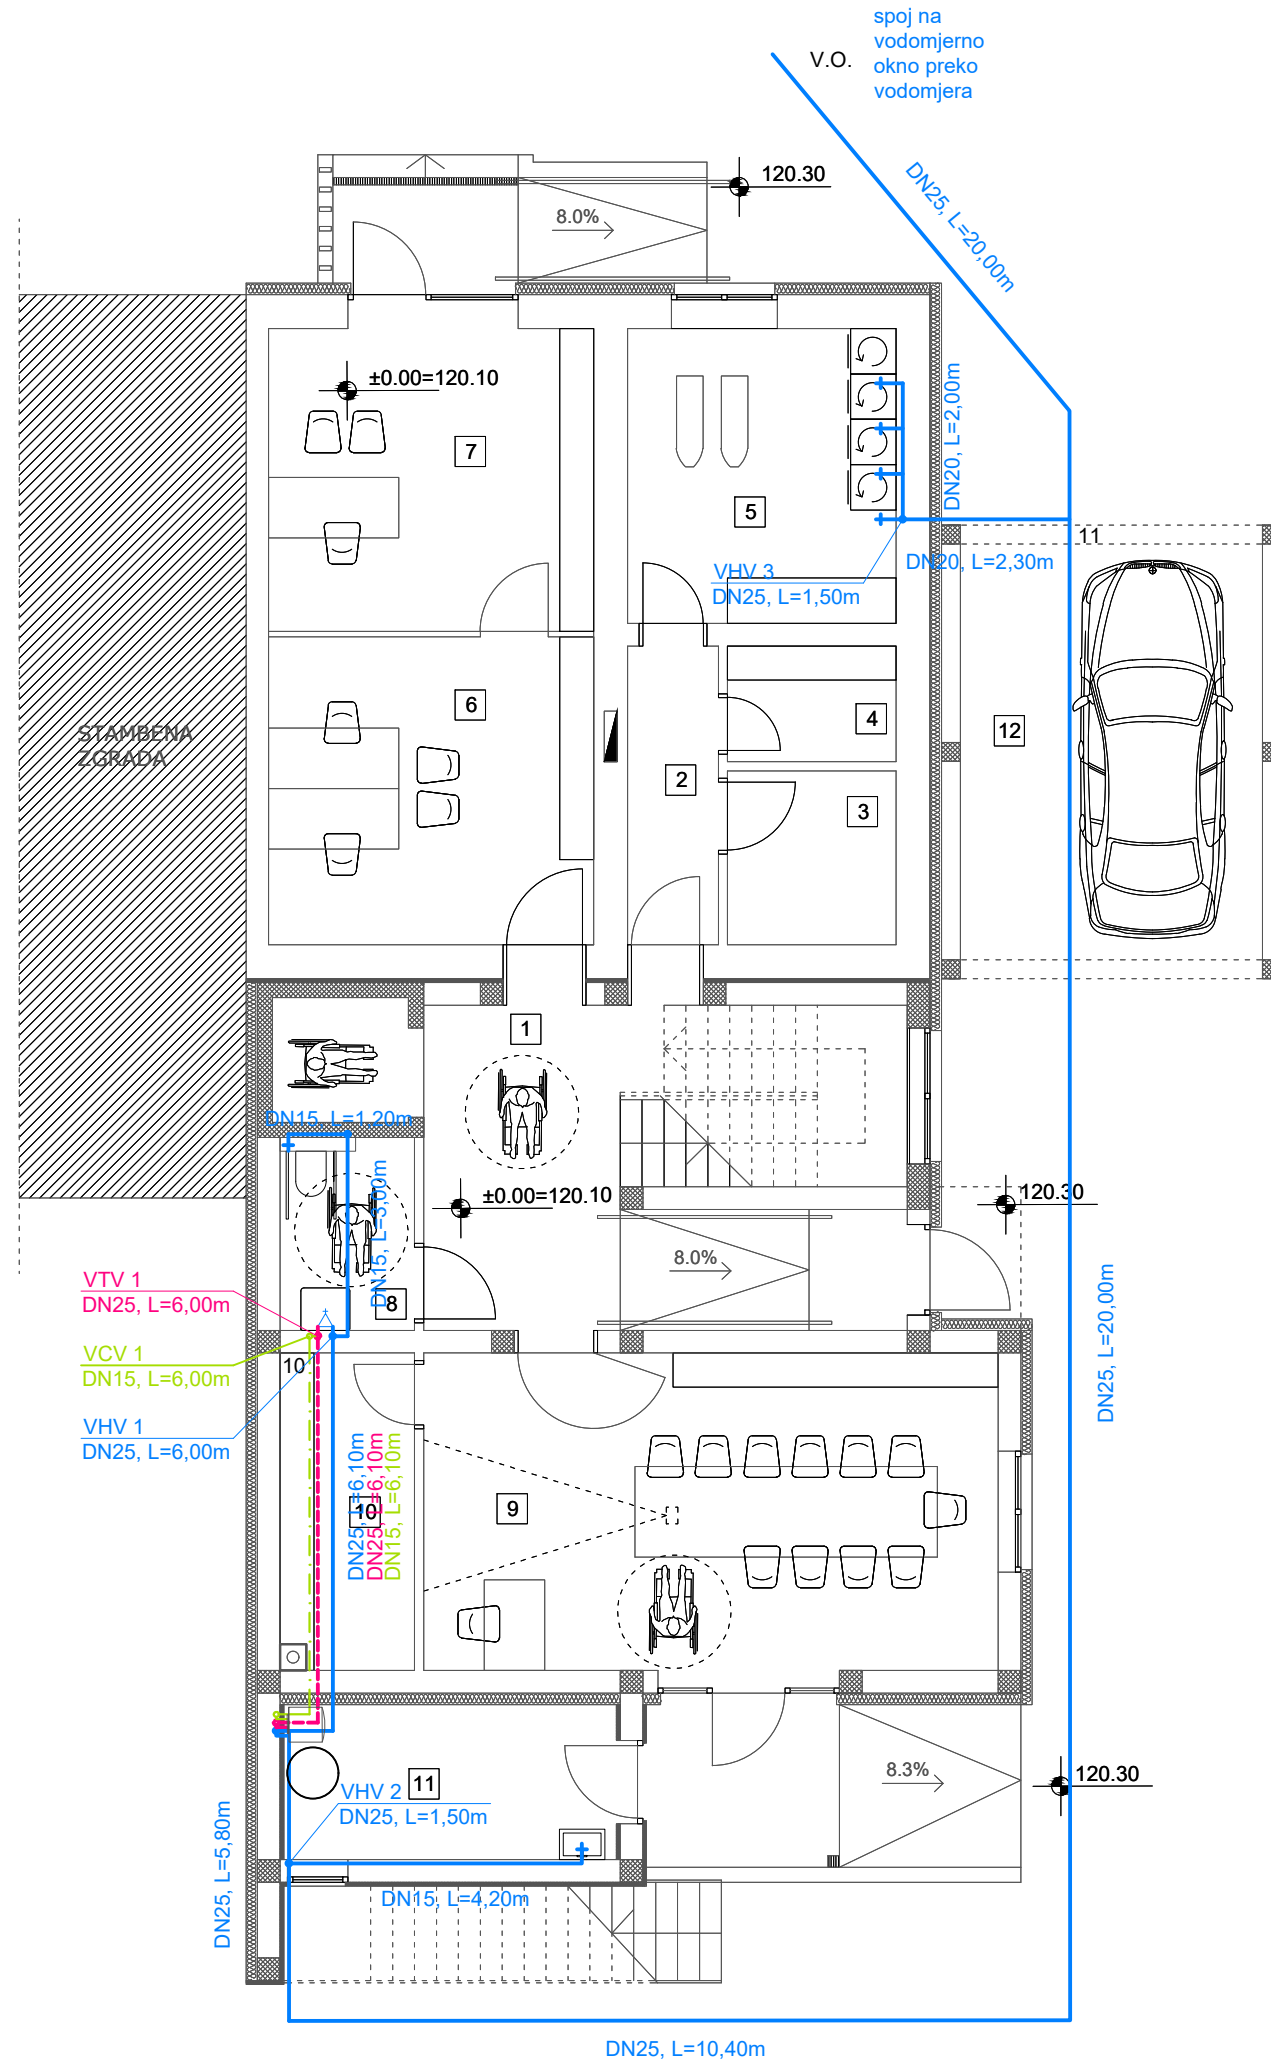 spoj na
vodomjerno
okno preko
vodomjera
V.O.
DN25, L=20,00m
120.30
8.0%
±0.00=120.10
7
5
DN20, L=2,00m
11
DN20, L=2,30m
VHV 3
DN25, L=1,50m
6
4
12
STAMBENA
ZGRADA
2
3
1
DN15, L=1,20m
DN15, L=3,00m
±0.00=120.10
120.30
8.0%
VTV 1
DN25, L=6,00m
8
VCV 1
DN15, L=6,00m
10
VHV 1
DN25, L=6,00m
DN25, L=20,00m
DN25, L=6,10m
DN25, L=6,10m
DN15, L=6,10m
10
9
11
8.3%
120.30
VHV 2
DN25, L=1,50m
DN25, L=5,80m
DN15, L=4,20m
DN25, L=10,40m